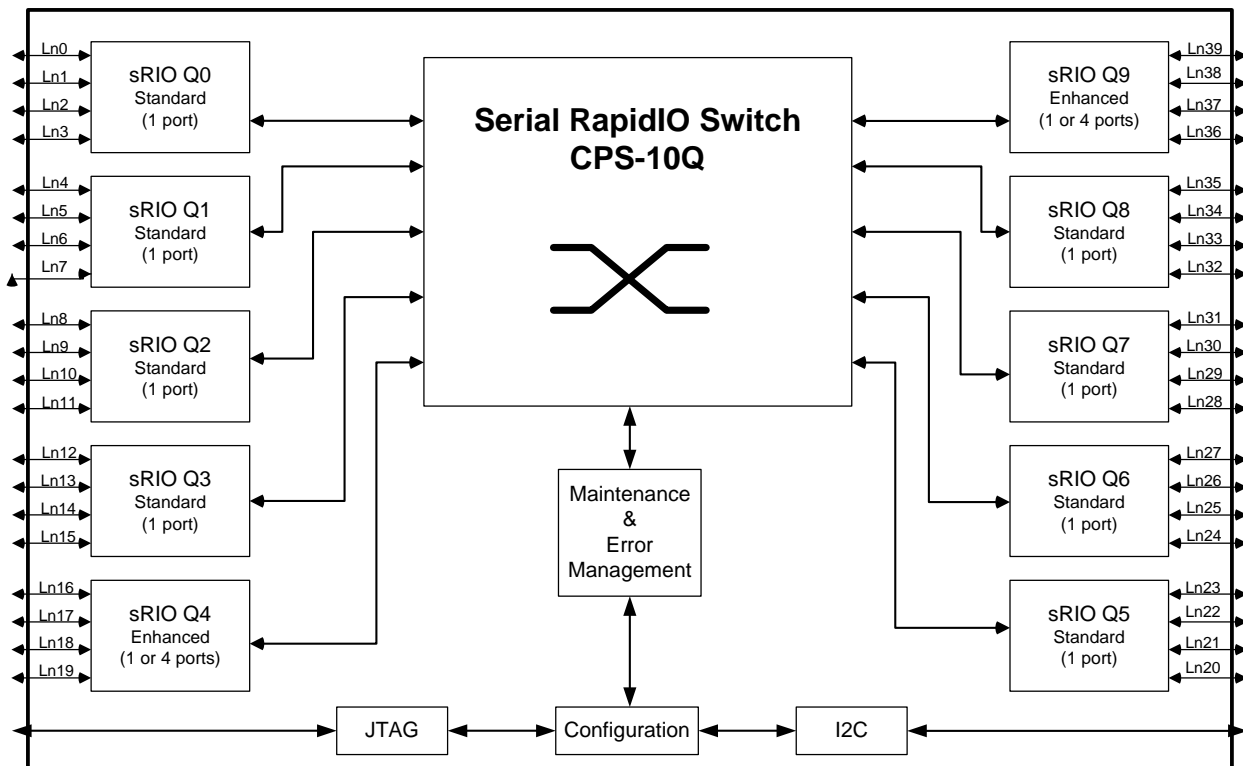 Ln0
Ln1
Ln2
Ln3
sRIO Q0
Standard
(1 port)
Ln4
Ln5
Ln6
Ln7
sRIO Q1
Standard
(1 port)
Ln8
Ln9
Ln10
Ln11
sRIO Q2
Standard
(1 port)
Ln12
Ln13
Ln14
Ln15
sRIO Q3
Standard
(1 port)
Ln16
Ln17
Ln18
Ln19
sRIO Q4
Enhanced
(1 or 4 ports)
Serial RapidIO Switch
CPS-10Q
Maintenance
&
Error
Management
JTAG
Configuration
I2C
sRIO Q9
Enhanced
(1 or 4 ports)
Ln39
Ln38
Ln37
Ln36
sRIO Q8
Standard
(1 port)
Ln35
Ln34
Ln33
Ln32
sRIO Q7
Standard
(1 port)
Ln31
Ln30
Ln29
Ln28
sRIO Q6
Standard
(1 port)
Ln27
Ln26
Ln25
Ln24
sRIO Q5
Standard
(1 port)
Ln23
Ln22
Ln21
Ln20